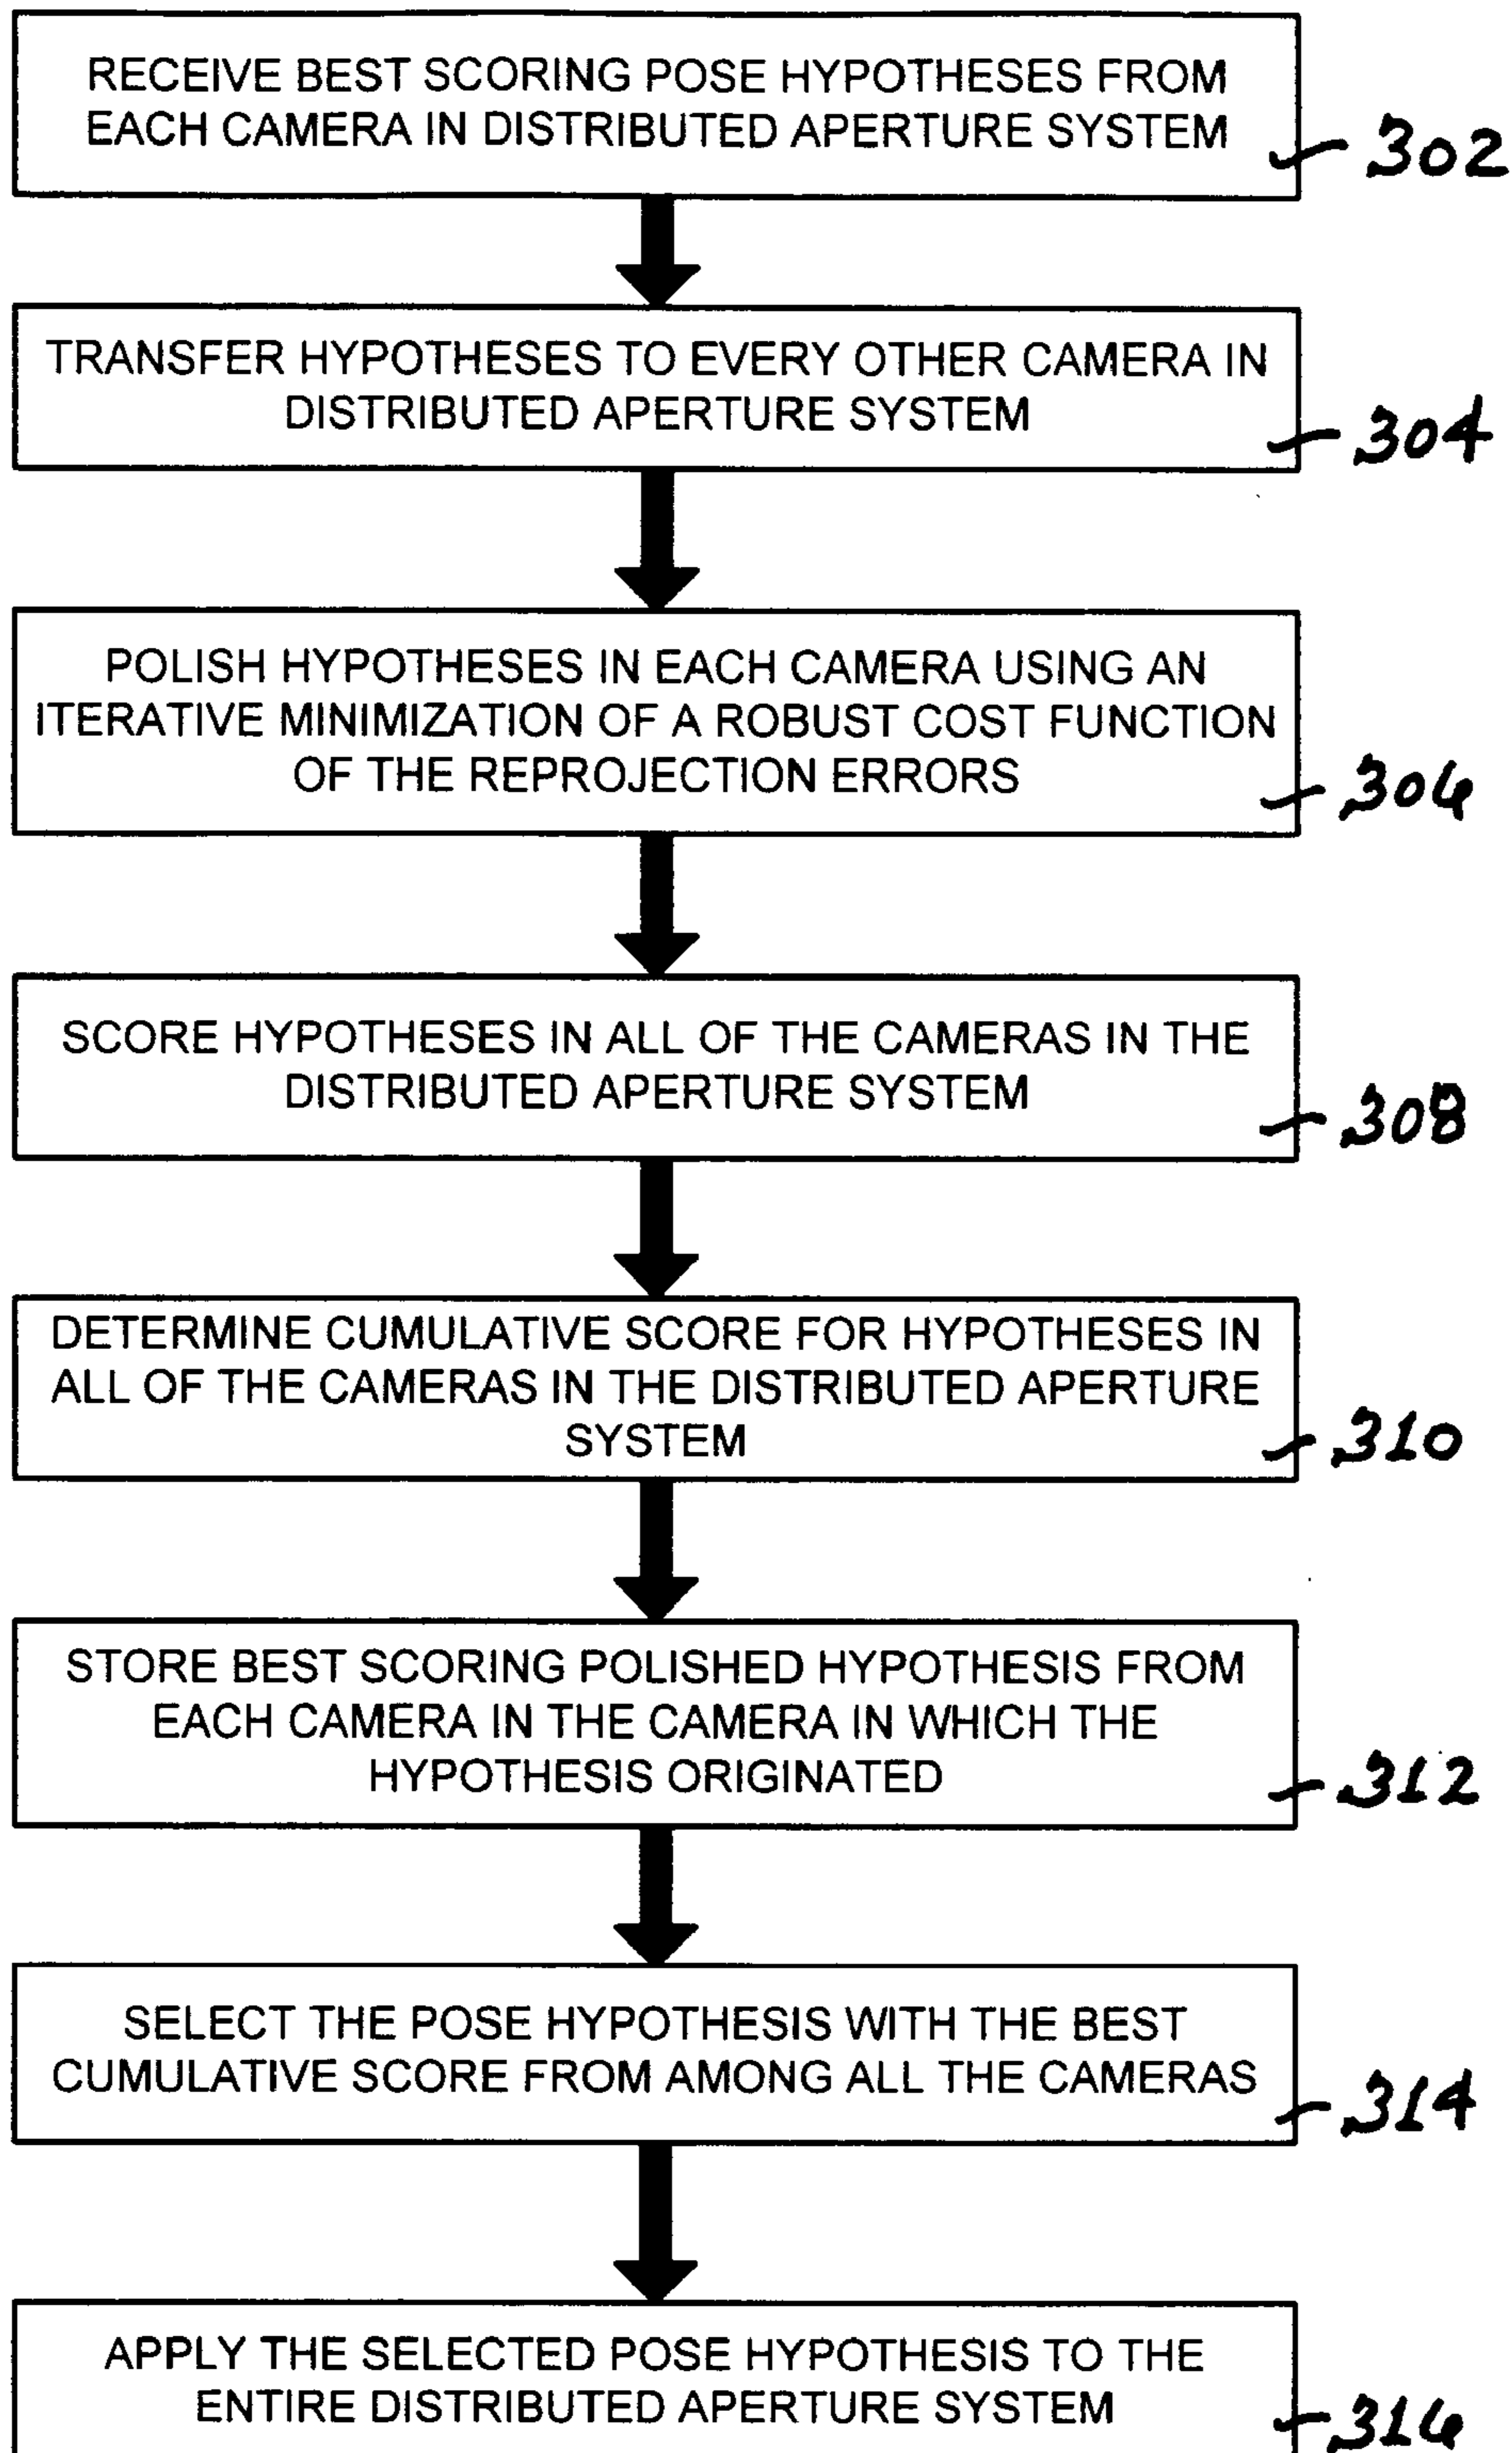 RECEIVE BEST SCORING POSE HYPOTHESES FROM
EACH CAMERA IN DISTRIBUTED APERTURE SYSTEM
302
TRANSFER HYPOTHESES TO EVERY OTHER CAMERA IN
DISTRIBUTED APERTURE SYSTEM
304
POLISH HYPOTHESES IN EACH CAMERA USING AN
ITERATIVE MINIMIZATION OF A ROBUST COST FUNCTION
OF THE REPROJECTION ERRORS
306
SCORE HYPOTHESES IN ALL OF THE CAMERAS IN THE
DISTRIBUTED APERTURE SYSTEM
308
DETERMINE CUMULATIVE SCORE FOR HYPOTHESES IN
ALL OF THE CAMERAS IN THE DISTRIBUTED APERTURE
SYSTEM
310
STORE BEST SCORING POLISHED HYPOTHESIS FROM
EACH CAMERA IN THE CAMERA IN WHICH THE
HYPOTHESIS ORIGINATED
312
SELECT THE POSE HYPOTHESIS WITH THE BEST
CUMULATIVE SCORE FROM AMONG ALL THE CAMERAS
314
APPLY THE SELECTED POSE HYPOTHESIS TO THE
ENTIRE DISTRIBUTED APERTURE SYSTEM
316